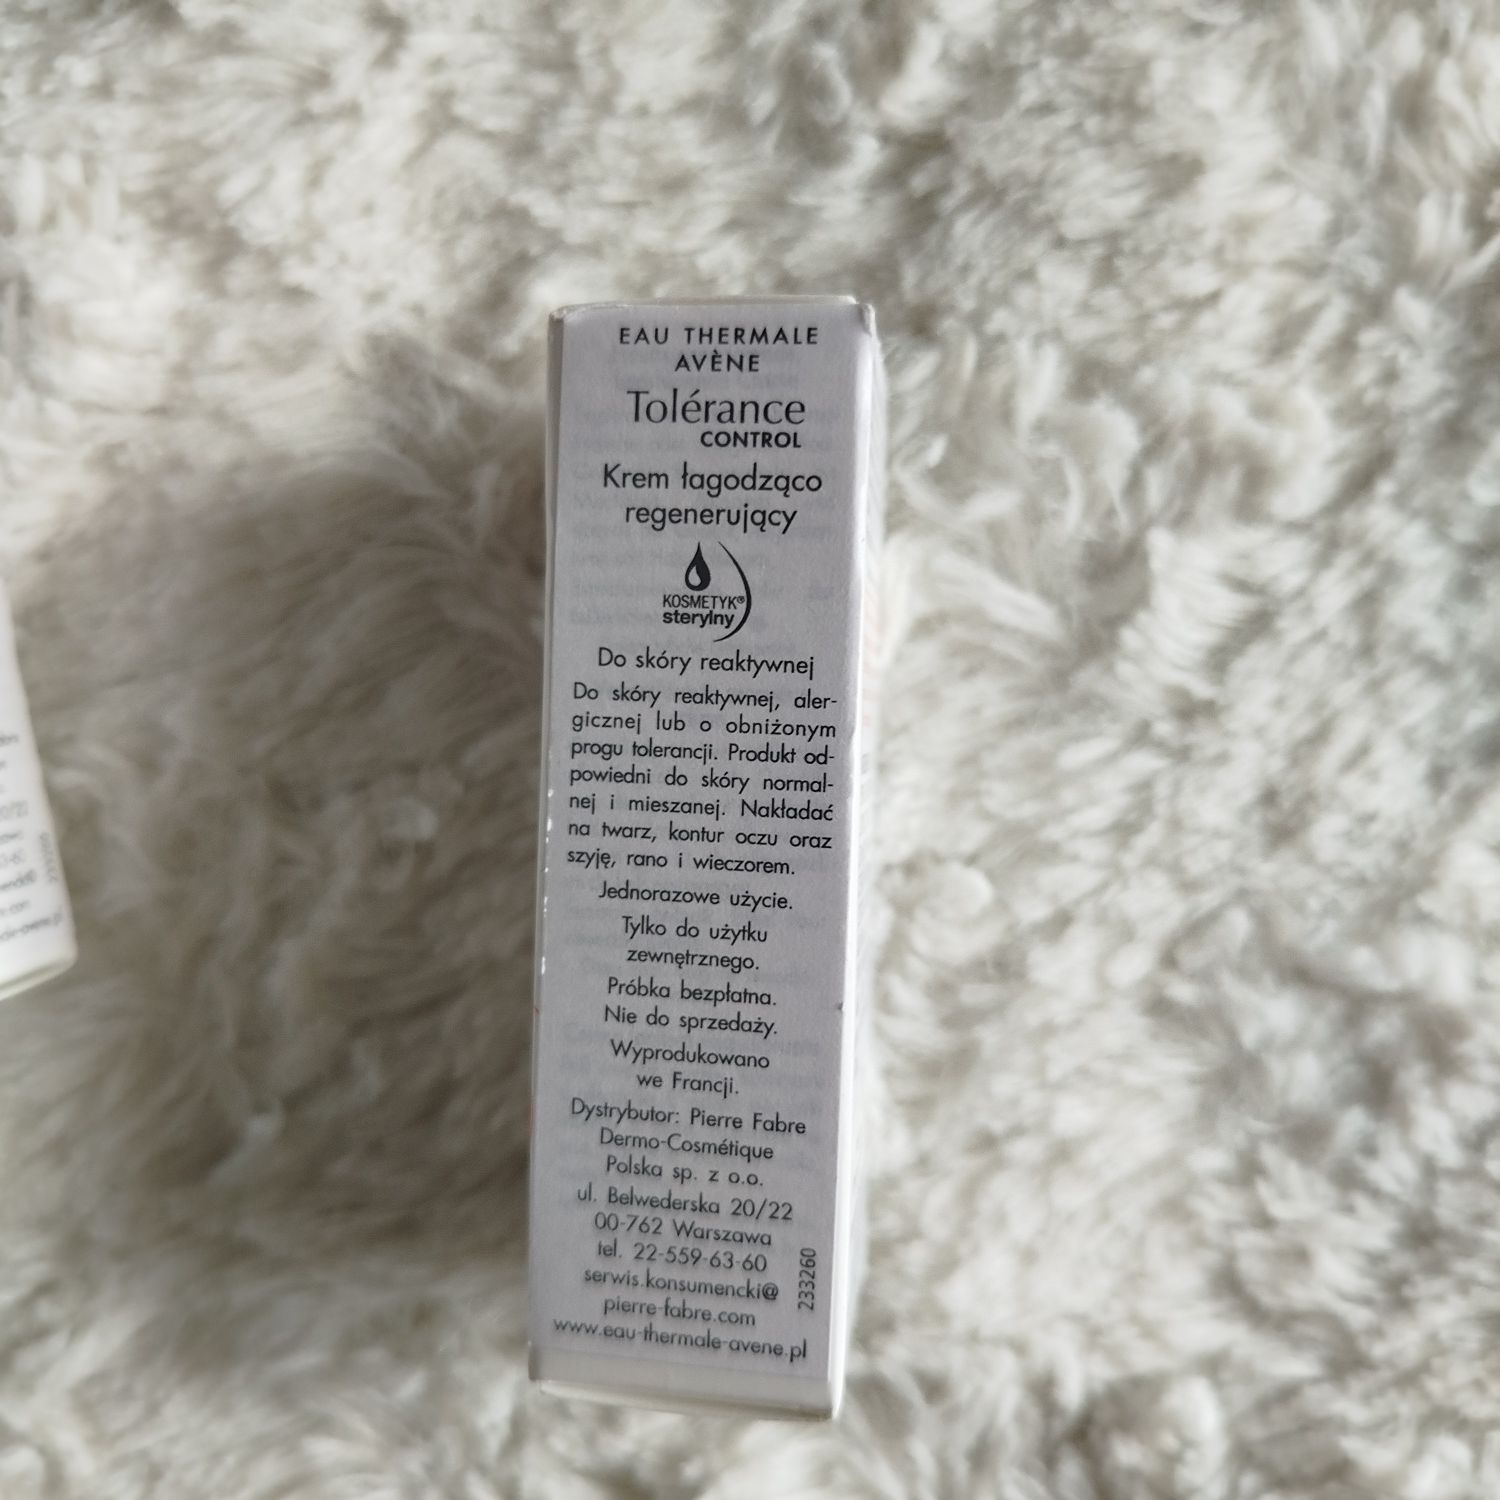 EAU THERMALE
AVÈNE
Tolérance
CONTROL
Krem łagodząco
regenerujący
KOSMETYK®
sterylny
Do skóry reaktywnej
Do skóry reaktywnej, aler-
gicznej lub o obniżonym
progu tolerancji. Produkt od-
powiedni do skóry normal-
nej i mieszanej. Nakładać
na twarz, kontur oczu oraz
szyję, rano i wieczorem.
Jednorazowe użycie.
Tylko do użytku
zewnętrznego.
Próbka bezpłatna.
Nie do sprzedaży.
Wyprodukowano
we Francji.
Dystrybutor: Pierre Fabre
Dermo-Cosmétique
Polska sp. z o.o.
ul. Belwederska 20/22
00-762 Warszawa
tel. 22-559-63-60
serwis.konsumencki@
pierre-fabre.com
www.eau-thermale-avene.pl
233260